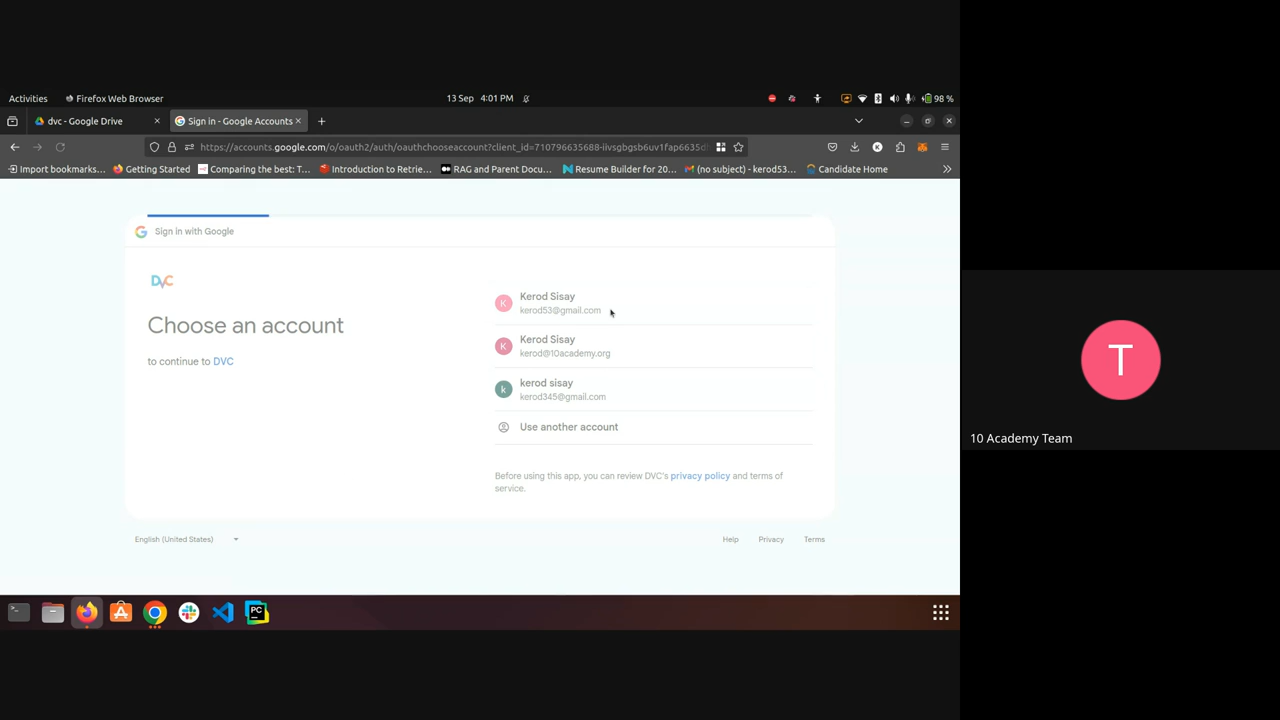 Activities
Firefox Web Browser
13 Sep 4:01 PM
98 %
dvc - Google Drive
Sign in - Google Accounts
https://accounts.google.com/o/oauth2/auth/oauthchooseaccount?client_id=710796635688-iivsgbgsb6uv1fap6635d
Import bookmarks…
Getting Started
Comparing the best: T…
Introduction to Retrie…
RAG and Parent Docu…
Resume Builder for 20…
(no subject) - kerod53…
Candidate Home
Sign in with Google
DVC
Choose an account
to continue to DVC
K
Kerod Sisay
kerod53@gmail.com
K
Kerod Sisay
kerod@10academy.org
k
kerod sisay
kerod345@gmail.com
Use another account
Before using this app, you can review DVC's privacy policy and terms of
service.
English (United States)
Help
Privacy
Terms
PC
T
10 Academy Team